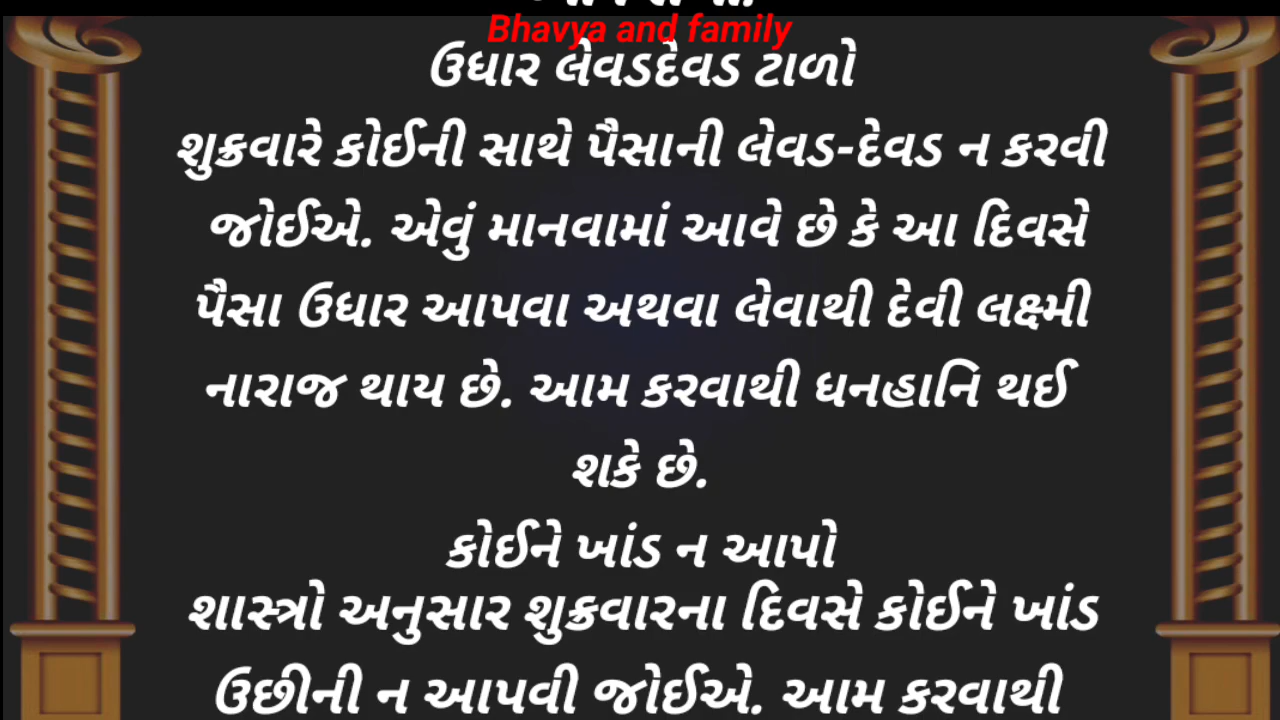 Bhavya and family
ઉધાર લેવડદેવડ ટાળો
શુક્રવારે કોઈની સાથે પૈસાની લેવડ-દેવડ ન કરવી
જોઈએ. એવું માનવામાં આવે છે કે આ દિવસે
પૈસા ઉધાર આપવા અથવા લેવાથી દેવી લક્ષ્મી
નારાજ થાય છે. આમ કરવાથી ધનહાનિ થઈ
શકે છે.
કોઈને ખાંડ ન આપો
શાસ્ત્રો અનુસાર શુક્રવારના દિવસે કોઈને ખાંડ
ઉછીની ન આપવી જોઈએ. આમ કરવાથી